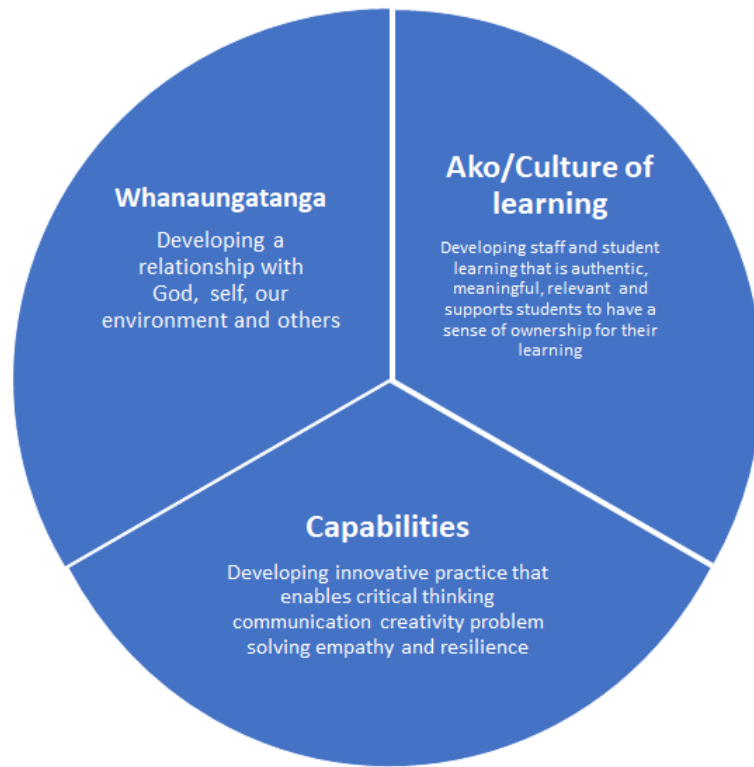 Whanaungatanga
Developing a
relationship with
God, self, our
environment and others
Ako/Culture of
learning
Developing staff and student
learning that is authentic,
meaningful, relevant and
supports students to have a
sense of ownership for their
learning
Capabilities
Developing innovative practice that
enables critical thinking
communication creativity problem
solving empathy and resilience